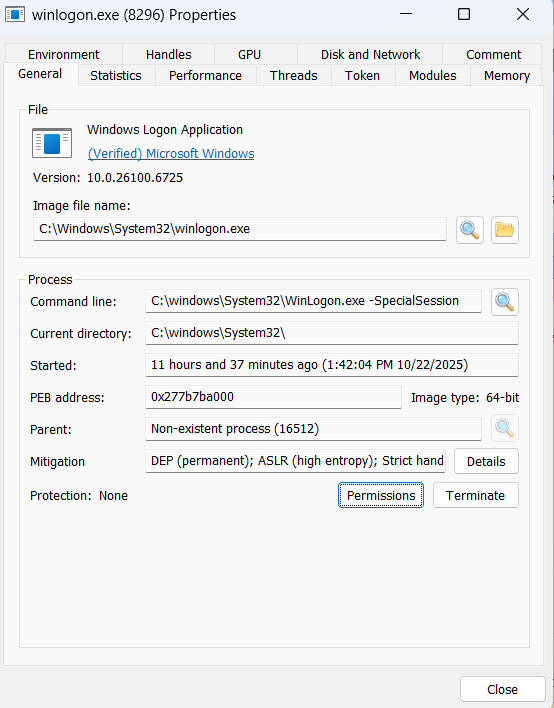 winlogon.exe (8296) Properties
Environment Handles GPU Disk and Network Comment
General Statistics Performance Threads Token Modules Memory
File
Windows Logon Application
(Verified) Microsoft Windows
Version: 10.0.26100.6725
Image file name:
C:\Windows\System32\winlogon.exe
Process
Command line: C:\windows\System32\WinLogon.exe -SpecialSession
Current directory: C:\windows\System32\
Started: 11 hours and 37 minutes ago (1:42:04 PM 10/22/2025)
PEB address: 0x277b7ba000 Image type: 64-bit
Parent: Non-existent process (16512)
Mitigation DEP (permanent); ASLR (high entropy); Strict hand Details
Protection: None Permissions Terminate
Close